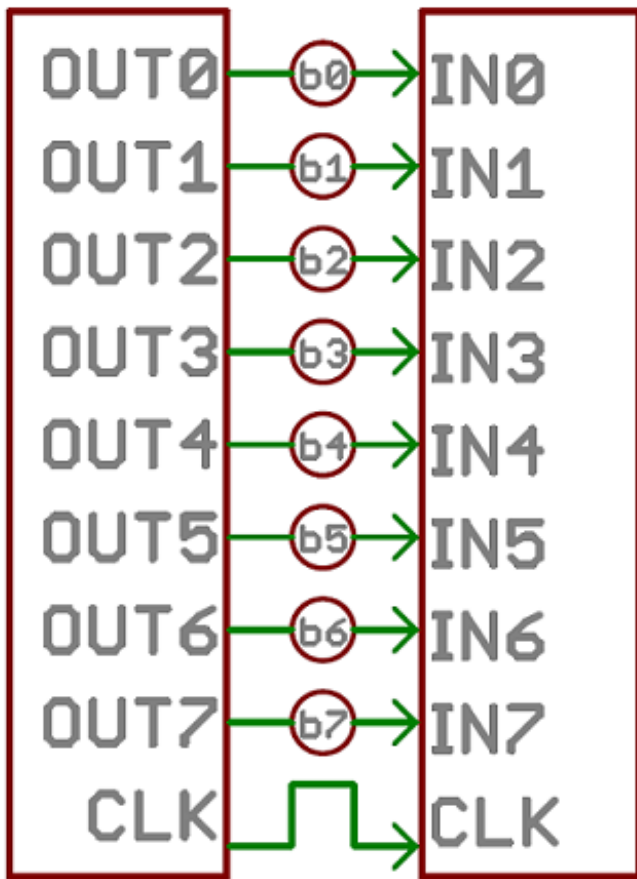 OUT0 b0 IN0
OUT1 b1 IN1
OUT2 b2 IN2
OUT3 b3 IN3
OUT4 b4 IN4
OUT5 b5 IN5
OUT6 b6 IN6
OUT7 b7 IN7
CLK CLK